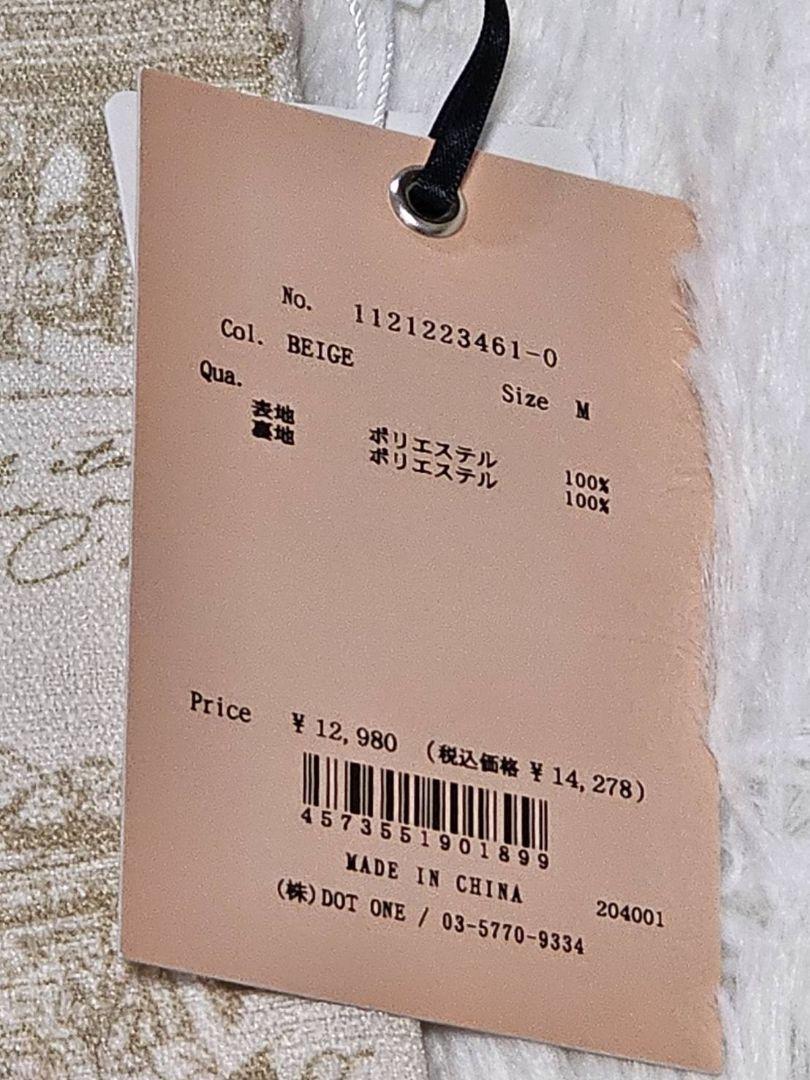 No. 1121223461-0
Col. BEIGE
Size M
Qua.
表地 ポリエステル 100%
裏地 ポリエステル 100%
Price ¥12,980 (税込価格 ¥14,278)
4573551901899
MADE IN CHINA
204001
(株)DOT ONE / 03-5770-9334